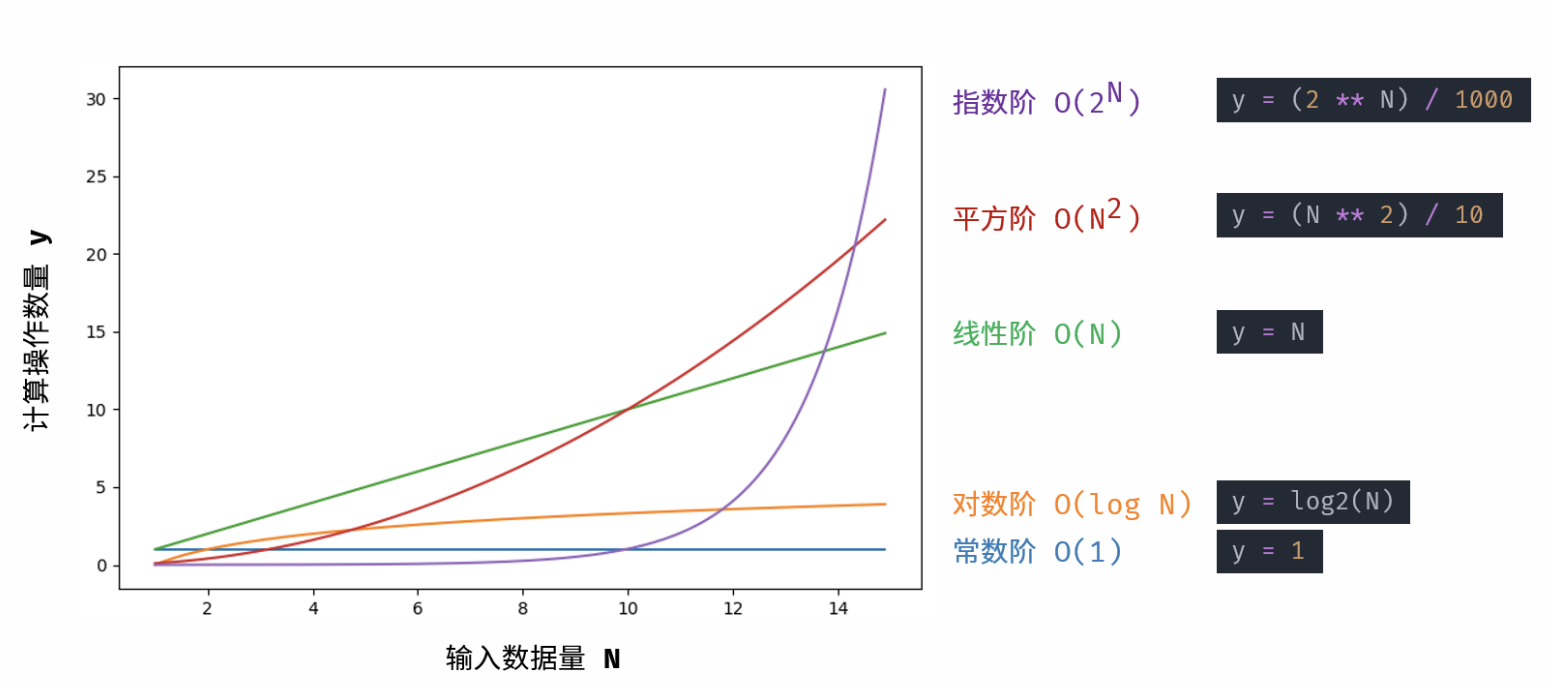 30
25
20
15
10
5
0
2 4 6 8 10 12 14
计算操作数量 y
输入数据量 N
指数阶 O(2^N) y = (2 ** N) / 1000
平方阶 O(N^2) y = (N ** 2) / 10
线性阶 O(N) y = N
对数阶 O(log N) y = log2(N)
常数阶 O(1) y = 1